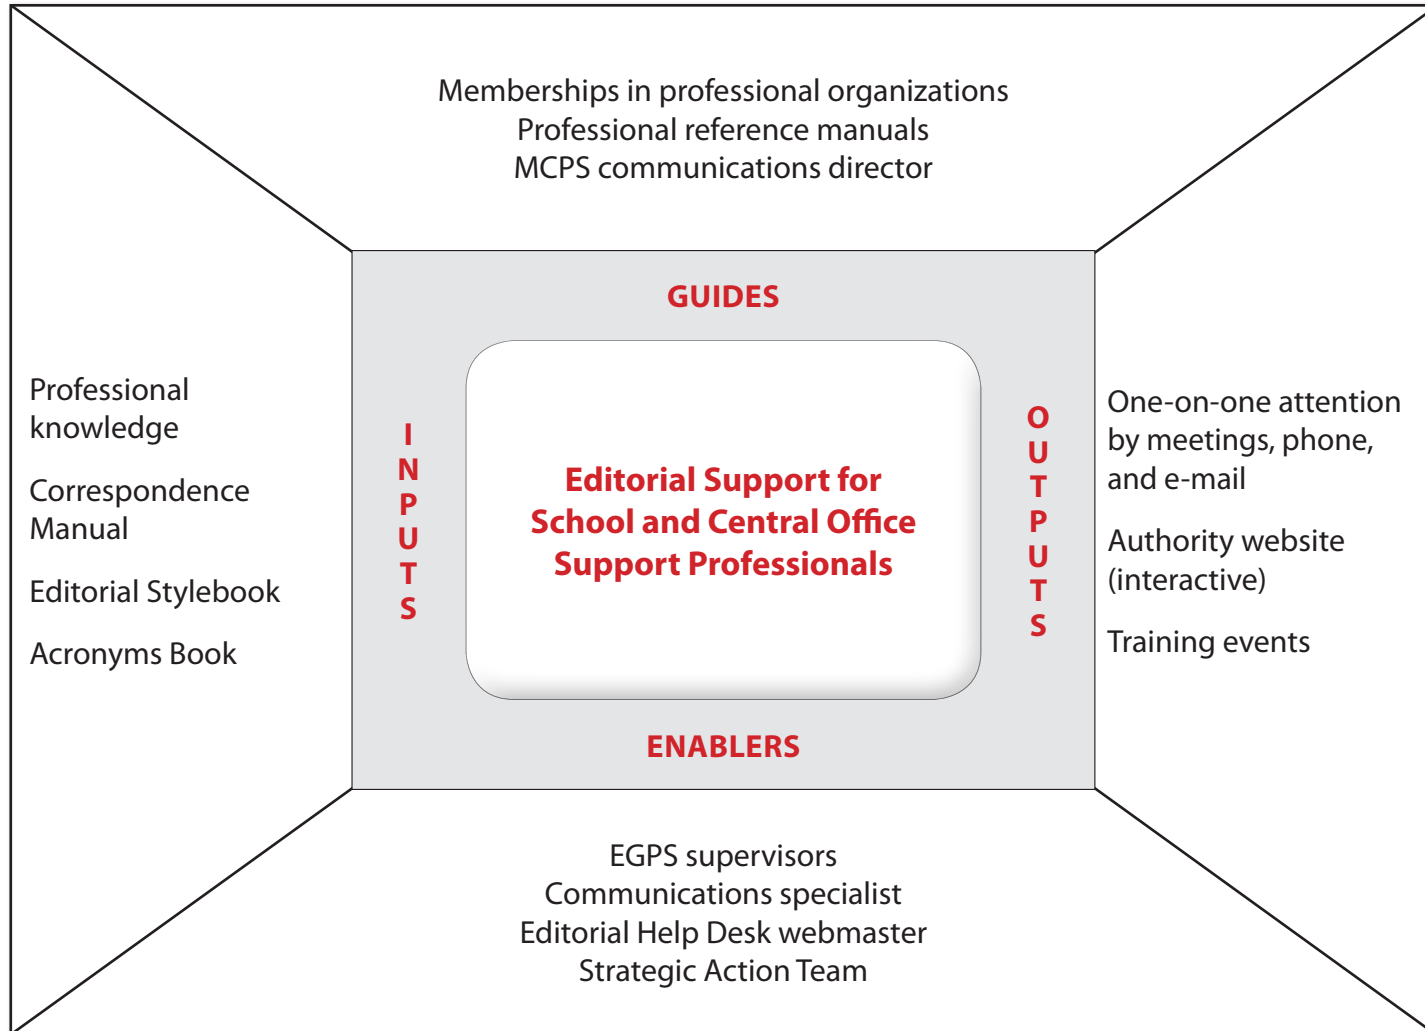 Memberships in professional organizations
Professional reference manuals
MCPS communications director
GUIDES
Professional
knowledge
Correspondence
Manual
Editorial Stylebook
Acronyms Book
INPUTS
Editorial Support for
School and Central Office
Support Professionals
OUTPUTS
One-on-one attention
by meetings, phone,
and e-mail
Authority website
(interactive)
Training events
ENABLERS
EGPS supervisors
Communications specialist
Editorial Help Desk webmaster
Strategic Action Team